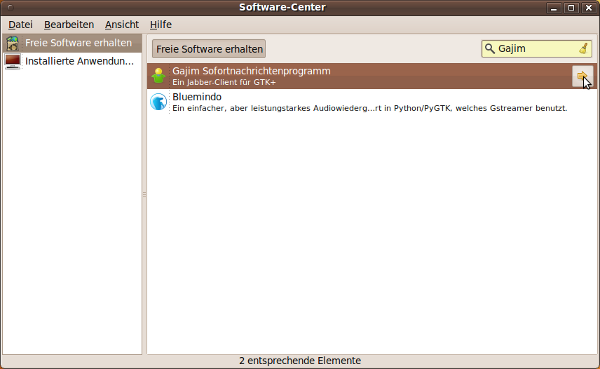 Software-Center
Datei Bearbeiten Ansicht Hilfe
Freie Software erhalten
Installierte Anwendun...
Freie Software erhalten
Gajim
Gajim Sofortnachrichtenprogramm
Ein Jabber-Client für GTK+
Bluemindo
Ein einfacher, aber leistungstarkes Audiowiederg...rt in Python/PyGTK, welches Gstreamer benutzt.
2 entsprechende Elemente